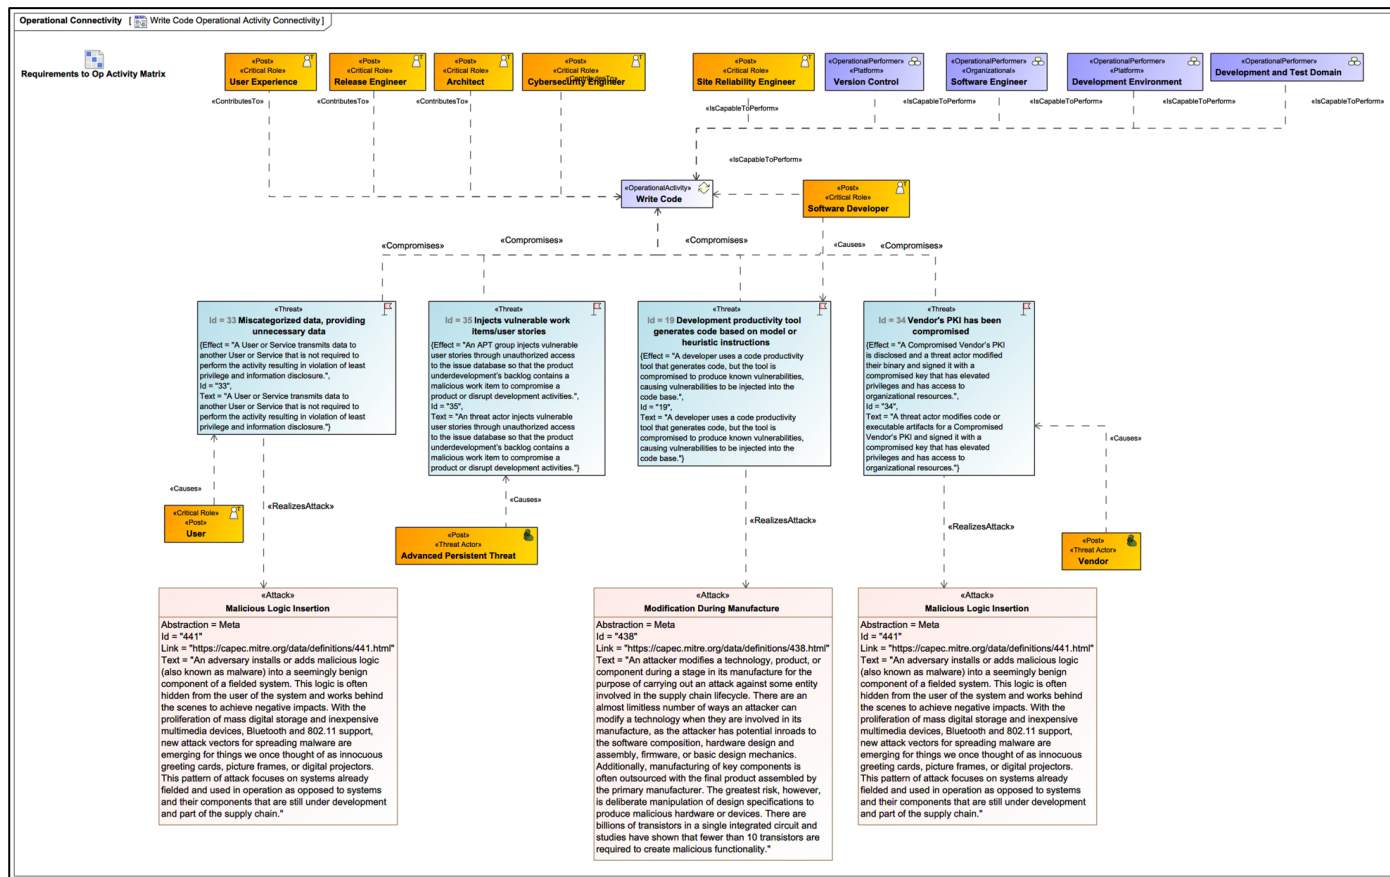 Operational Connectivity [ Write Code Operational Activity Connectivity ]
Requirements to Op Activity Matrix
«Post»
«Critical Role»
User Experience
«Post»
«Critical Role»
Release Engineer
«Post»
«Critical Role»
Architect
«Post»
«Critical Role»
Cybersecurity Engineer
«ContributesTo»
«Post»
«Critical Role»
Site Reliability Engineer
«OperationalPerformer»
«Platform»
Version Control
«OperationalPerformer»
«Organizational»
Software Engineer
«OperationalPerformer»
«Platform»
Development Environment
«OperationalPerformer»
Development and Test Domain
«ContributesTo»
«ContributesTo»
«ContributesTo»
«IsCapableToPerform»
«IsCapableToPerform»
«IsCapableToPerform»
«IsCapableToPerform»
«IsCapableToPerform»
«IsCapableToPerform»
«OperationalActivity»
Write Code
«Post»
«Critical Role»
Software Developer
«Compromises»
«Compromises»
«Compromises»
«Causes»
«Compromises»
«Threat»
Id = 33 Miscategorized data, providing
unnecessary data
{Effect = "A User or Service transmits data to
another User or Service that is not required to
perform the activity resulting in violation of least
privilege and information disclosure.",
Id = "33",
Text = "A User or Service transmits data to
another User or Service that is not required to
perform the activity resulting in violation of least
privilege and information disclosure."}
«Threat»
Id = 35 Injects vulnerable work
items/user stories
{Effect = "An APT group injects vulnerable
user stories through unauthorized access
to the issue database so that the product
underdevelopment's backlog contains a
malicious work item to compromise a
product or disrupt development activities.",
Id = "35",
Text = "An threat actor injects vulnerable
user stories through unauthorized access
to the issue database so that the product
underdevelopment's backlog contains a
malicious work item to compromise a
product or disrupt development activities."}
«Threat»
Id = 19 Development productivity tool
generates code based on model or
heuristic instructions
{Effect = "A developer uses a code productivity
tool that generates code, but the tool is
compromised to produce known vulnerabilities,
causing vulnerabilities to be injected into the
code base.",
Id = "19",
Text = "A developer uses a code productivity
tool that generates code, but the tool is
compromised to produce known vulnerabilities,
causing vulnerabilities to be injected into the
code base."}
«Threat»
Id = 34 Vendor's PKI has been
compromised
{Effect = "A Compromised Vendor's PKI
is disclosed and a threat actor modified
their binary and signed it with a
compromised key that has elevated
privileges and has access to
organizational resources.",
Id = "34",
Text = "A threat actor modifies code or
executable artifacts for a Compromised
Vendor's PKI and signed it with a
compromised key that has elevated
privileges and has access to
organizational resources."}
«Causes»
«Causes»
«Causes»
«RealizesAttack»
«RealizesAttack»
«RealizesAttack»
«Critical Role»
«Post»
User
«Post»
«Threat Actor»
Advanced Persistent Threat
«Post»
«Threat Actor»
Vendor
«Attack»
Malicious Logic Insertion
Abstraction = Meta
Id = "441"
Link = "https://capec.mitre.org/data/definitions/441.html"
Text = "An adversary installs or adds malicious logic
(also known as malware) into a seemingly benign
component of a fielded system. This logic is often
hidden from the user of the system and works behind
the scenes to achieve negative impacts. With the
proliferation of mass digital storage and inexpensive
multimedia devices, Bluetooth and 802.11 support,
new attack vectors for spreading malware are
emerging for things we once thought of as innocuous
greeting cards, picture frames, or digital projectors.
This pattern of attack focuses on systems already
fielded and used in operation as opposed to systems
and their components that are still under development
and part of the supply chain."
«Attack»
Modification During Manufacture
Abstraction = Meta
Id = "438"
Link = "https://capec.mitre.org/data/definitions/438.html"
Text = "An attacker modifies a technology, product, or
component during a stage in its manufacture for the
purpose of carrying out an attack against some entity
involved in the supply chain lifecycle. There are an
almost limitless number of ways an attacker can
modify a technology when they are involved in its
manufacture, as the attacker has potential inroads to
the software composition, hardware design and
assembly, firmware, or basic design mechanics.
Additionally, manufacturing of key components is
often outsourced with the final product assembled by
the primary manufacturer. The greatest risk, however,
is deliberate manipulation of design specifications to
produce malicious hardware or devices. There are
billions of transistors in a single integrated circuit and
studies have shown that fewer than 10 transistors are
required to create malicious functionality."
«Attack»
Malicious Logic Insertion
Abstraction = Meta
Id = "441"
Link = "https://capec.mitre.org/data/definitions/441.html"
Text = "An adversary installs or adds malicious logic
(also known as malware) into a seemingly benign
component of a fielded system. This logic is often
hidden from the user of the system and works behind
the scenes to achieve negative impacts. With the
proliferation of mass digital storage and inexpensive
multimedia devices, Bluetooth and 802.11 support,
new attack vectors for spreading malware are
emerging for things we once thought of as innocuous
greeting cards, picture frames, or digital projectors.
This pattern of attack focuses on systems already
fielded and used in operation as opposed to systems
and their components that are still under development
and part of the supply chain."